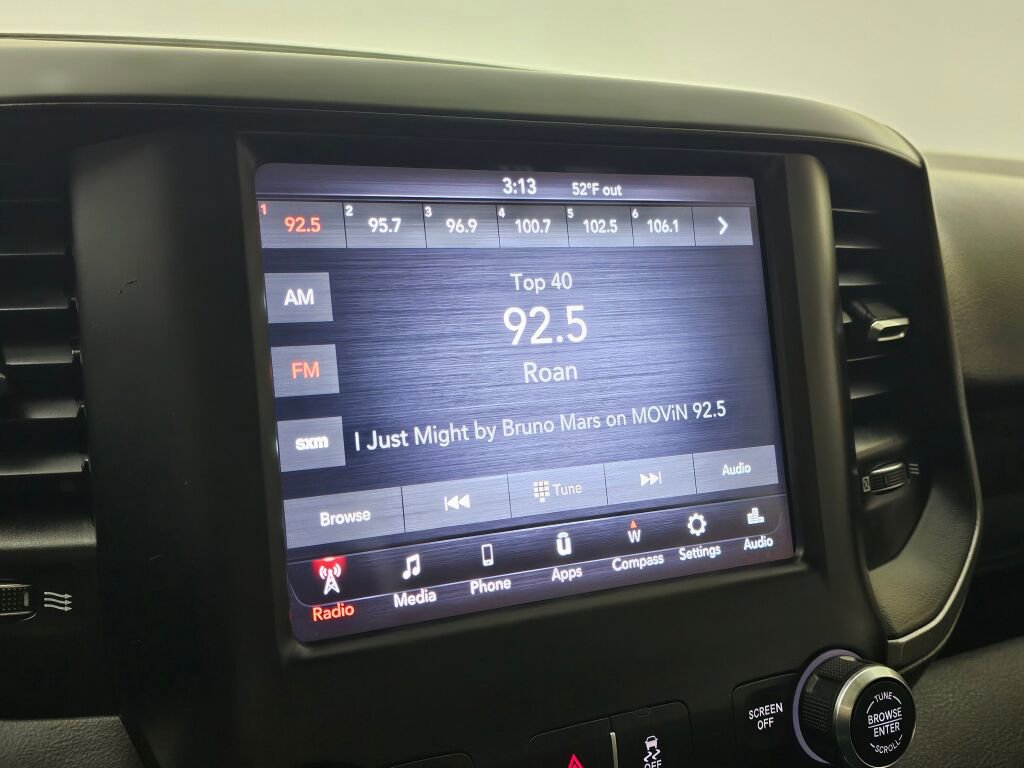 3:13 52°F out
1 92.5 2 95.7 3 96.9 4 100.7 5 102.5 6 106.1
AM
Top 40
92.5
FM
Roan
sxm
I Just Might by Bruno Mars on MOViN 92.5
Browse Tune Audio
W
Radio Media Phone Apps Compass Settings Audio
SCREEN
OFF
TUNE
BROWSE
ENTER
SCROLL
OFF